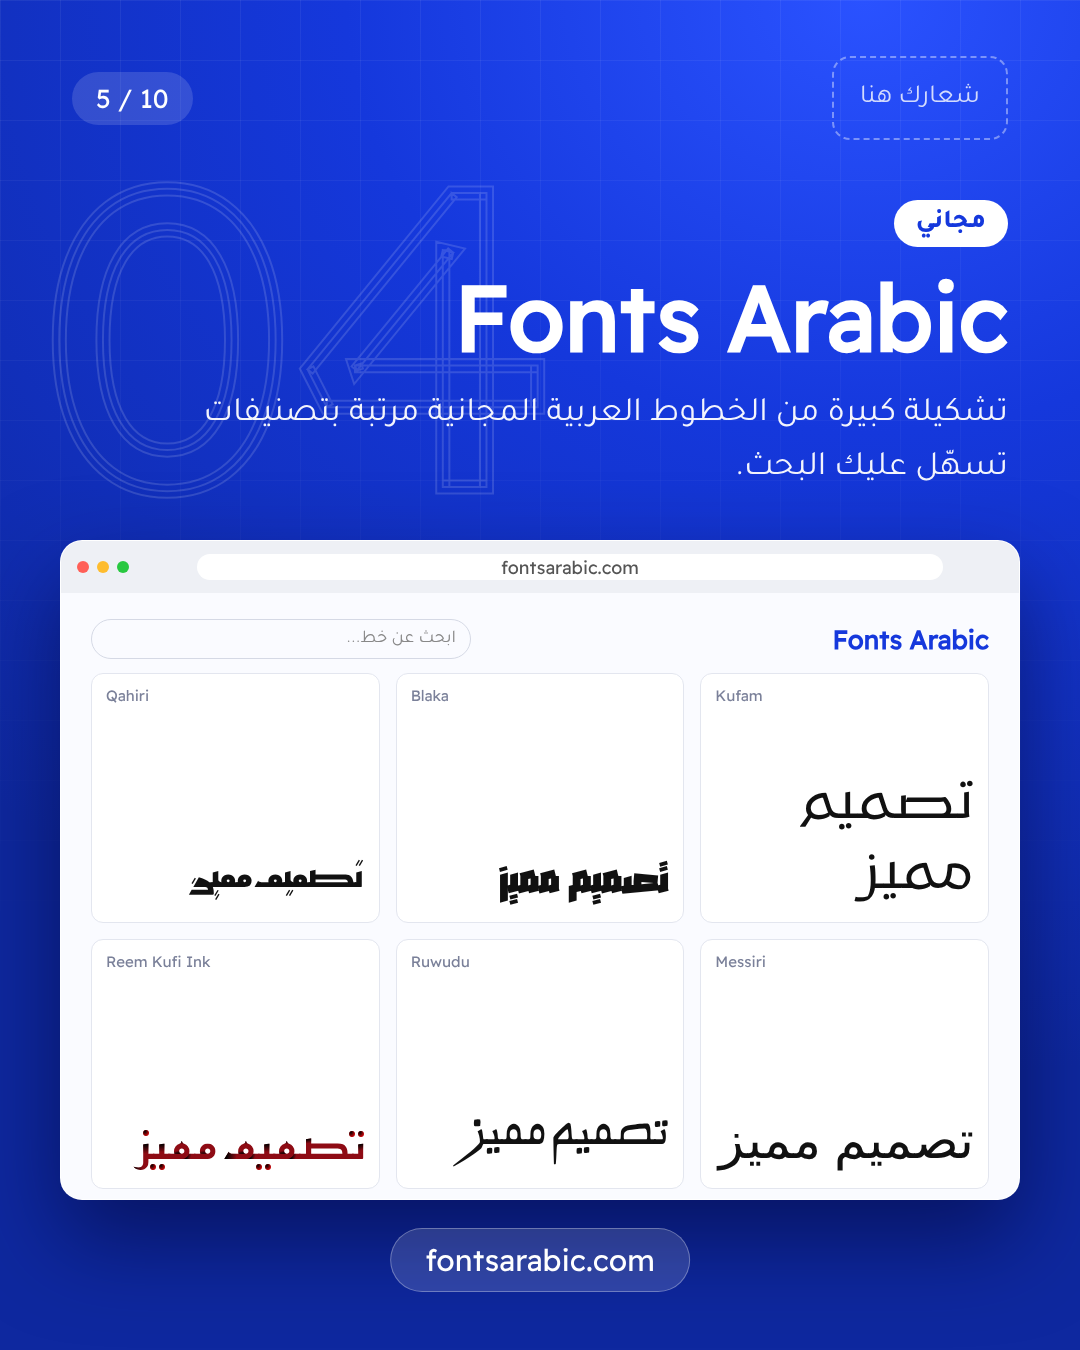 5 / 10
شعارك هنا
04
مجاني
Fonts Arabic
تشكيلة كبيرة من الخطوط العربية المجانية مرتبة بتصنيفات
تسهّل عليك البحث.
fontsarabic.com
Fonts Arabic
ابحث عن خط...
Kufam
تصميم
مميز
Blaka
تصميم مميز
Qahiri
تصميم مميز
Messiri
تصميم مميز
Ruwudu
تصميم مميز
Reem Kufi Ink
تصميم مميز
fontsarabic.com